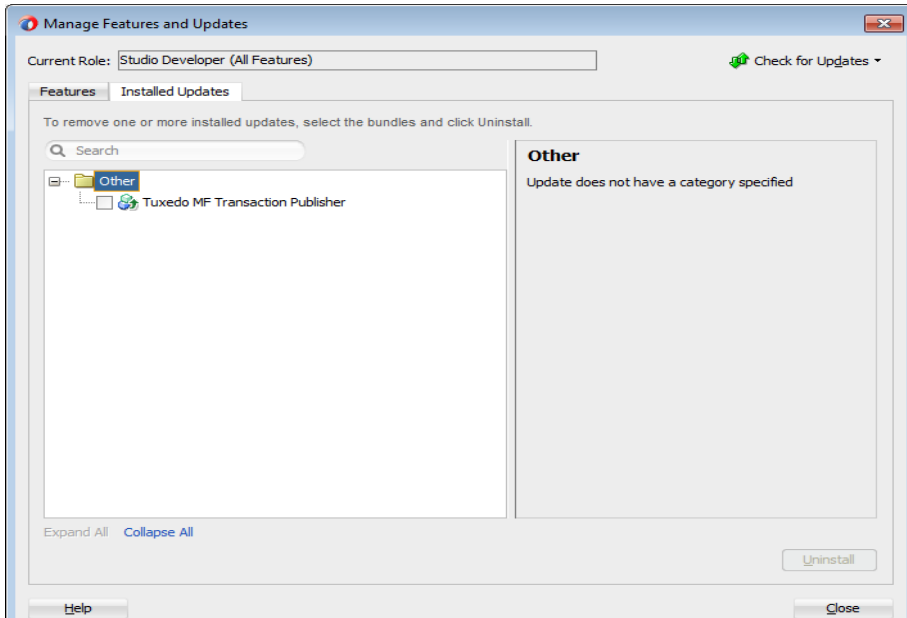 Manage Features and Updates
Current Role: Studio Developer (All Features)
Check for Updates
Features
Installed Updates
To remove one or more installed updates, select the bundles and click Uninstall.
Search
Other
Tuxedo MF Transaction Publisher
Other
Update does not have a category specified
Expand All Collapse All
Uninstall
Help
Close